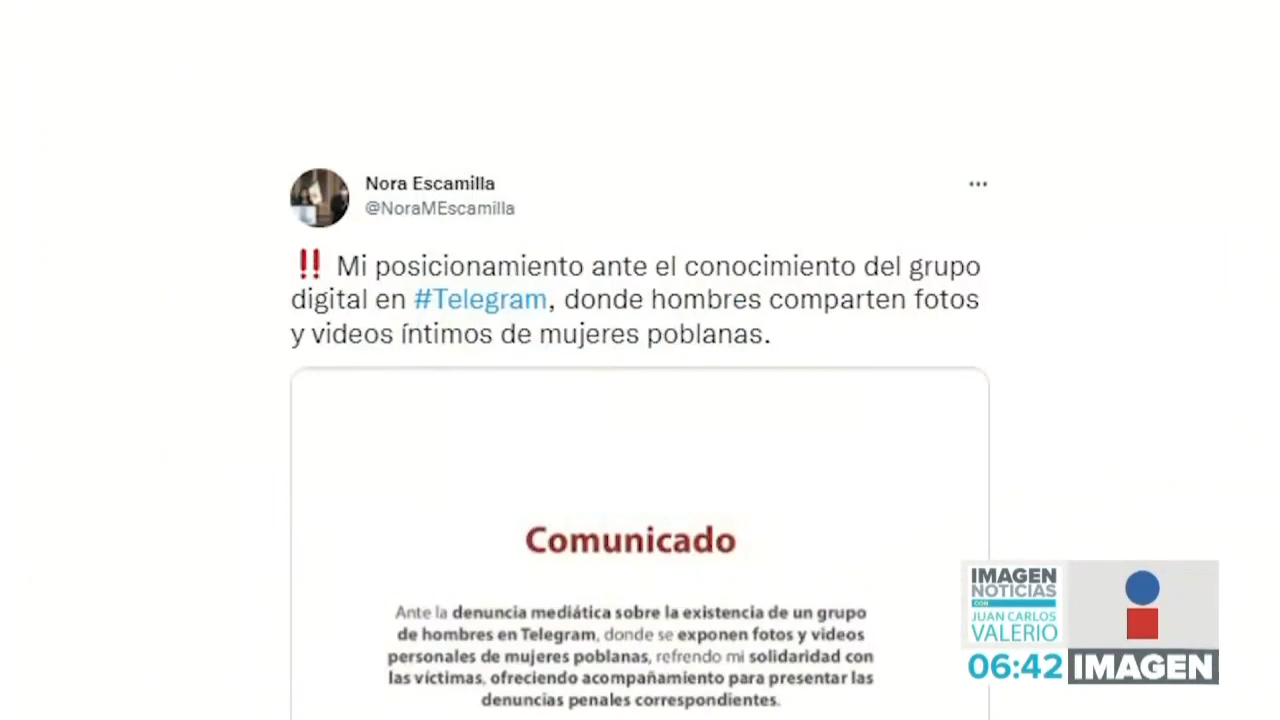 Nora Escamilla
@NoraMEscamilla
‼ Mi posicionamiento ante el conocimiento del grupo
digital en #Telegram, donde hombres comparten fotos
y videos íntimos de mujeres poblanas.
Comunicado
Ante la denuncia mediática sobre la existencia de un grupo
de hombres en Telegram, donde se exponen fotos y videos
personales de mujeres poblanas, refrendo mi solidaridad con
las víctimas, ofreciendo acompañamiento para presentar las
denuncias penales correspondientes.
IMAGEN
NOTICIAS
CON
JUAN CARLOS
VALERIO
06:42 IMAGEN